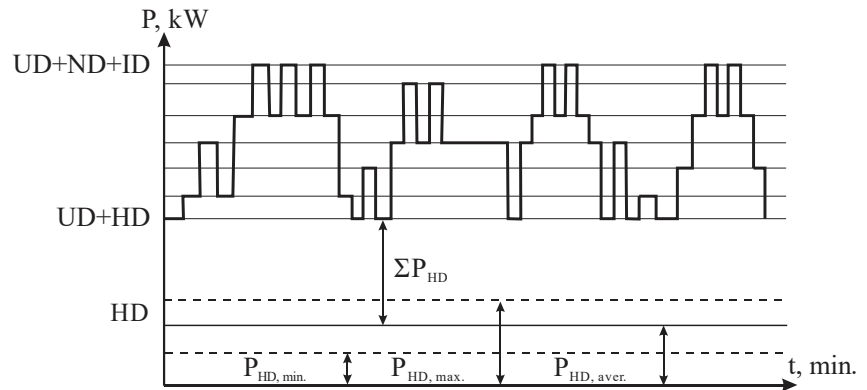 P, kW
UD+ND+ID
UD+HD
ΣP_HD
HD
P_HD, min.
P_HD, max.
P_HD, aver.
t, min.